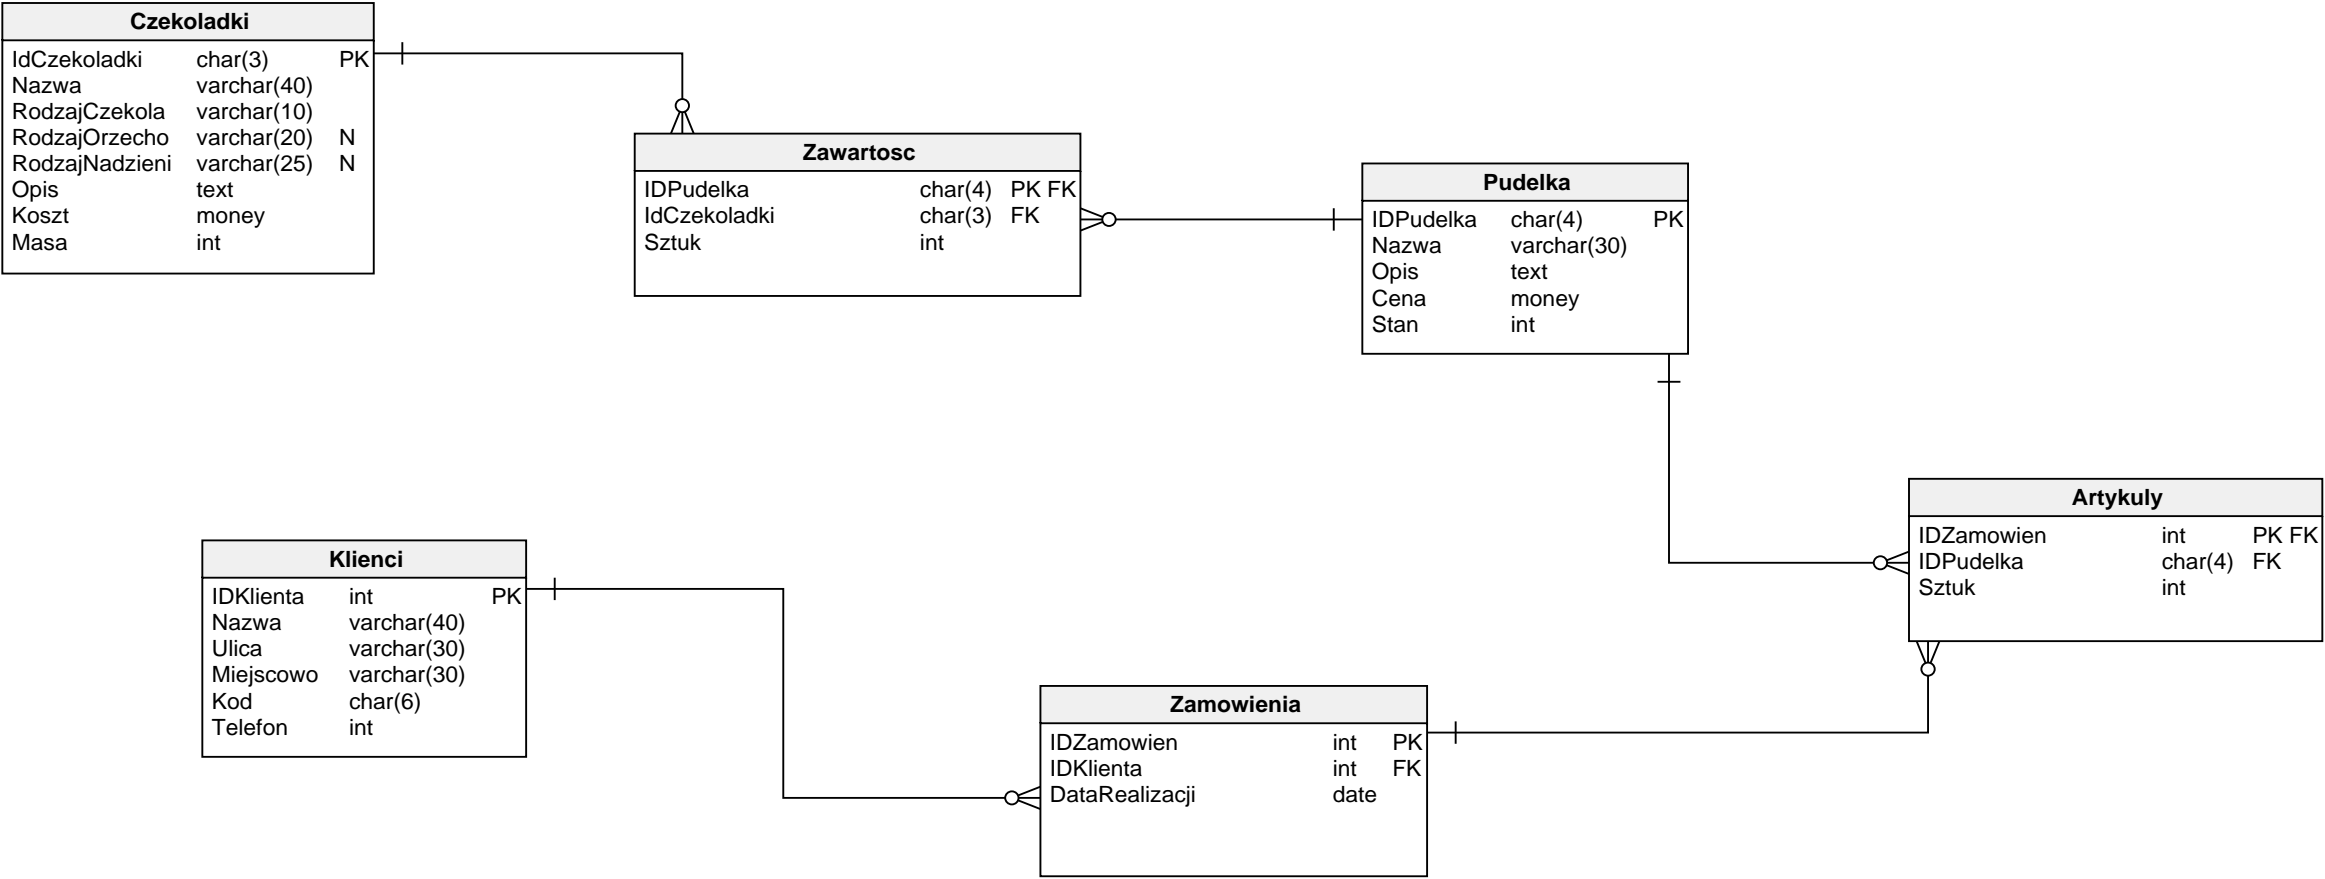 Czekoladki
IdCzekoladki char(3) PK
Nazwa varchar(40)
RodzajCzekola varchar(10)
RodzajOrzecho varchar(20) N
RodzajNadzieni varchar(25) N
Opis text
Koszt money
Masa int
Zawartosc
IDPudelka char(4) PK FK
IdCzekoladki char(3) FK
Sztuk int
Pudelka
IDPudelka char(4) PK
Nazwa varchar(30)
Opis text
Cena money
Stan int
Artykuly
IDZamowien int PK FK
IDPudelka char(4) FK
Sztuk int
Klienci
IDKlienta int PK
Nazwa varchar(40)
Ulica varchar(30)
Miejscowo varchar(30)
Kod char(6)
Telefon int
Zamowienia
IDZamowien int PK
IDKlienta int FK
DataRealizacji date